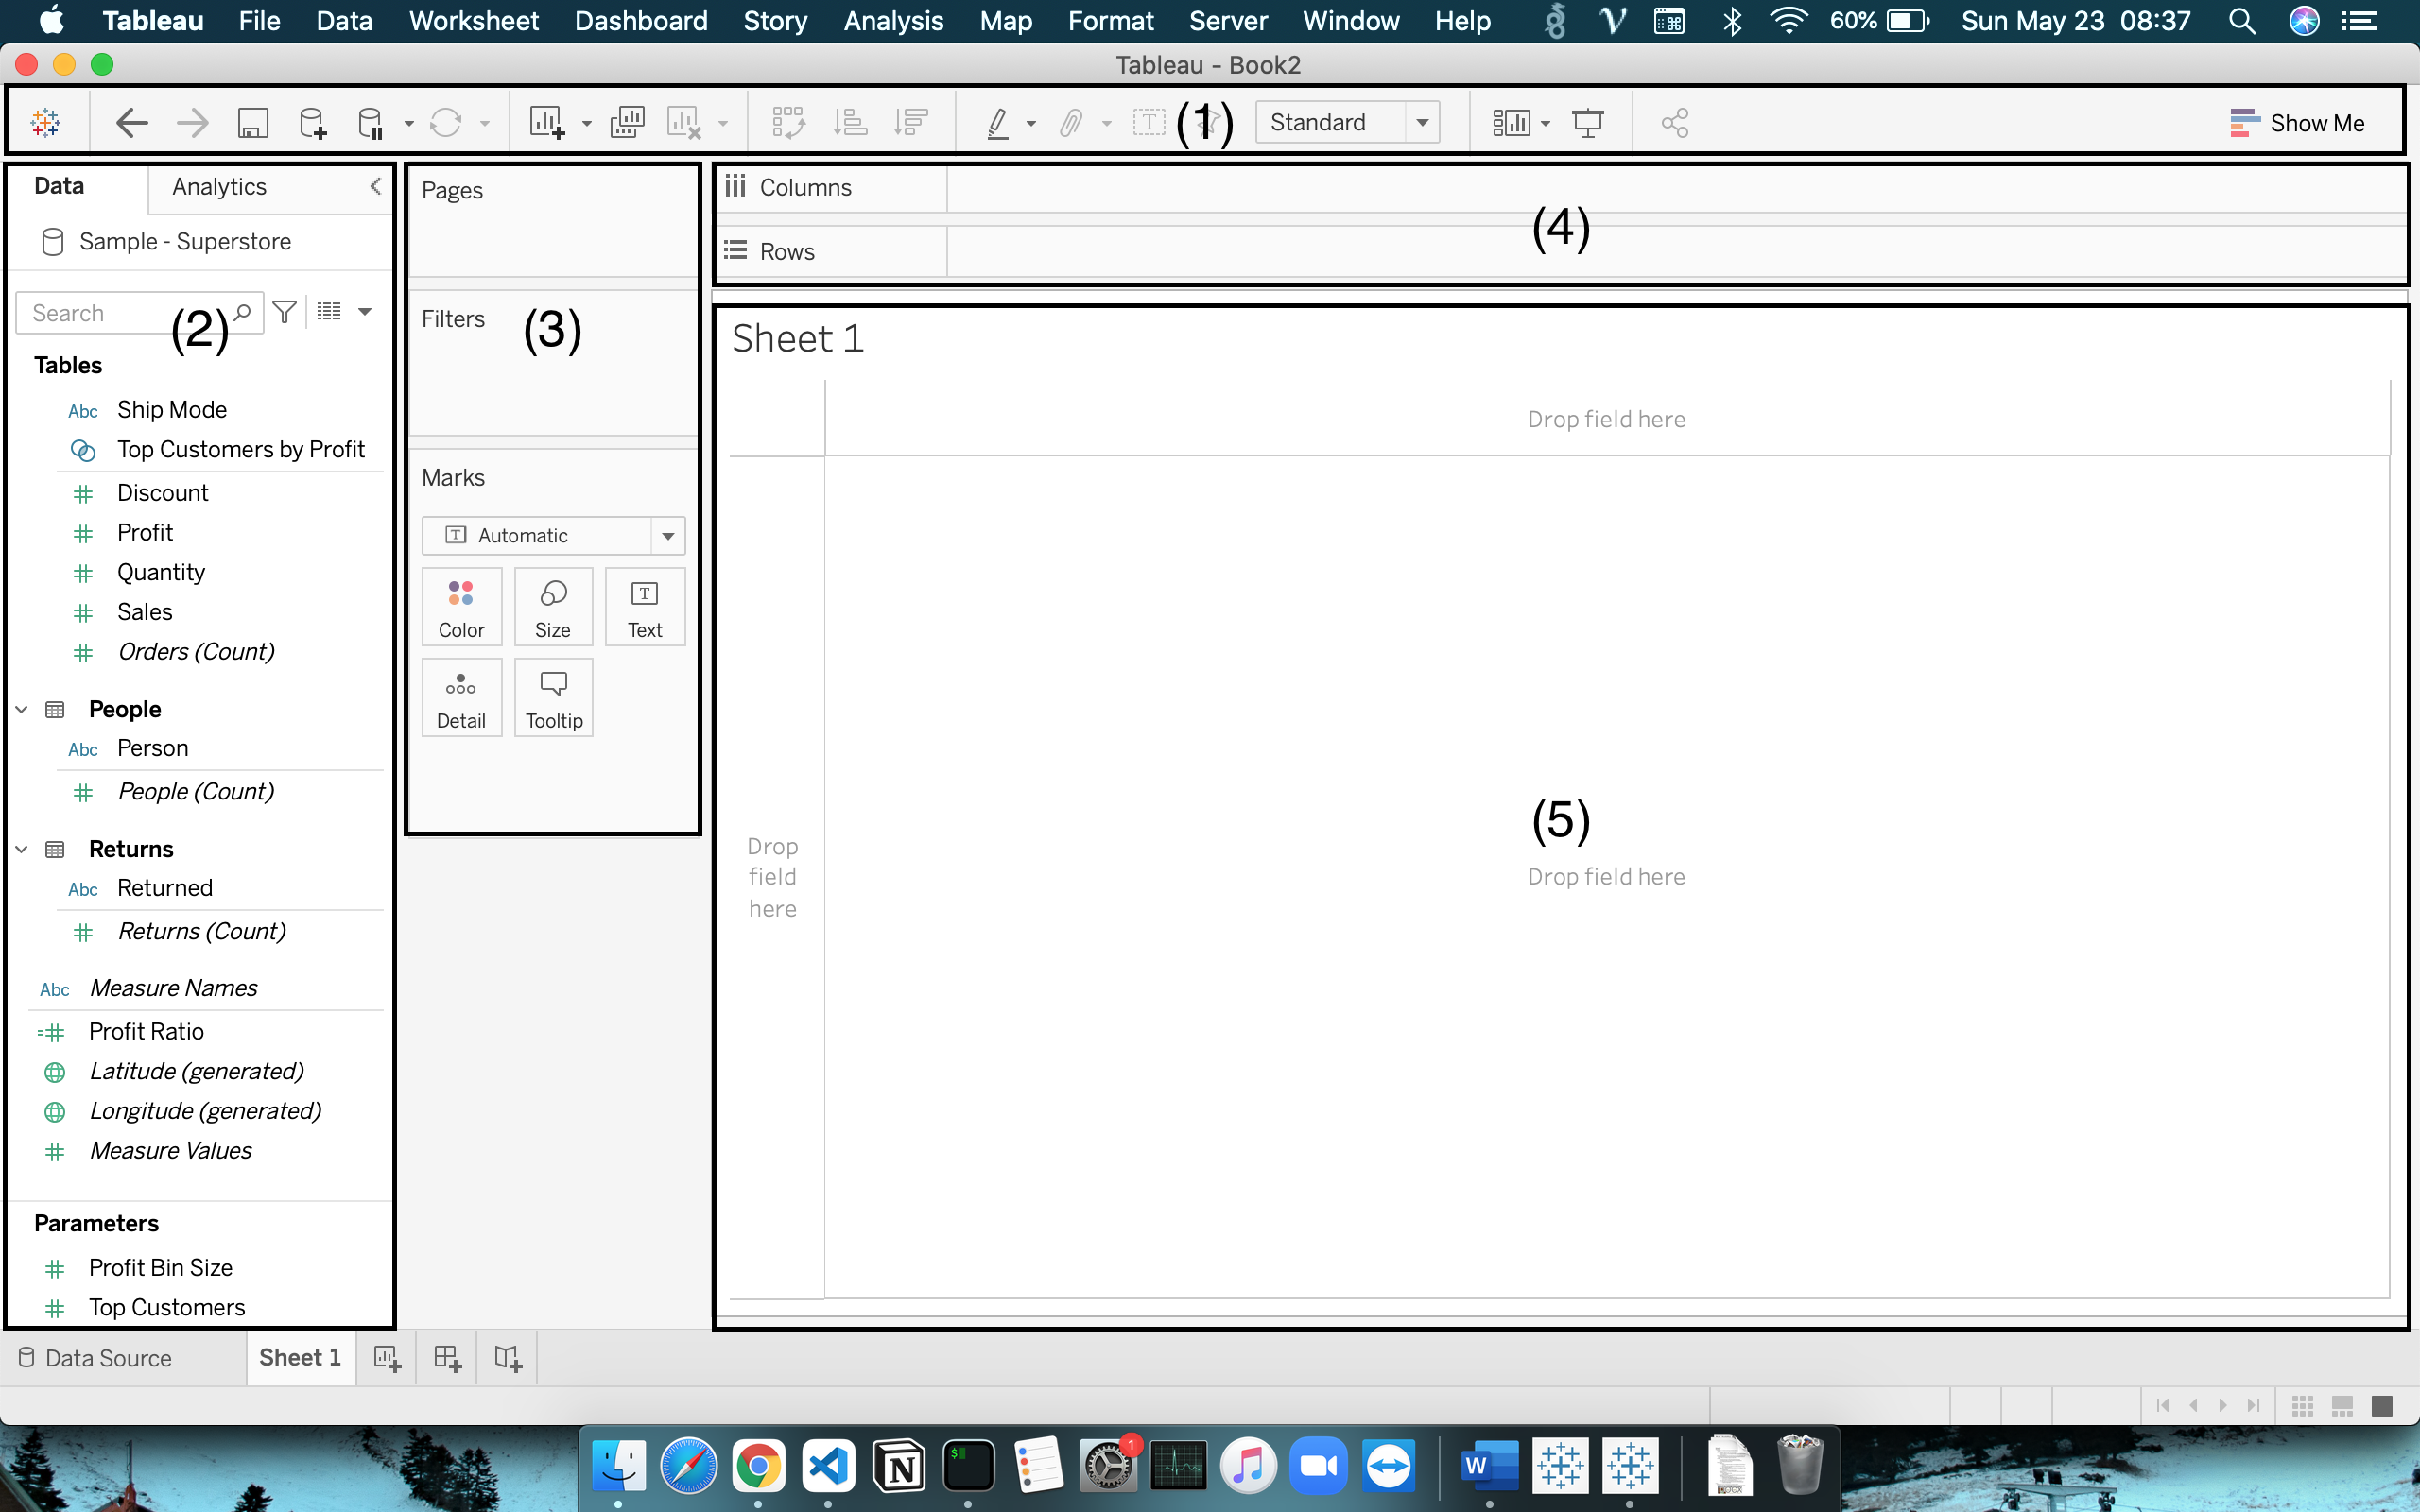 Tableau File Data Worksheet Dashboard Story Analysis Map Format Server Window Help 60% Sun May 23 08:37
Tableau - Book2
(1) Standard Show Me
Data Analytics
Sample - Superstore
Search
(2)
Tables
Abc Ship Mode
Top Customers by Profit
Discount
Profit
Quantity
Sales
Orders (Count)
People
Abc Person
People (Count)
Returns
Abc Returned
Returns (Count)
Abc Measure Names
Profit Ratio
Latitude (generated)
Longitude (generated)
Measure Values
Parameters
Profit Bin Size
Top Customers
Pages
Filters
(3)
Marks
Automatic
Color Size Text
Detail Tooltip
Columns
Rows
(4)
Sheet 1
Drop field here
Drop
field
here
(5)
Drop field here
Data Source Sheet 1
1